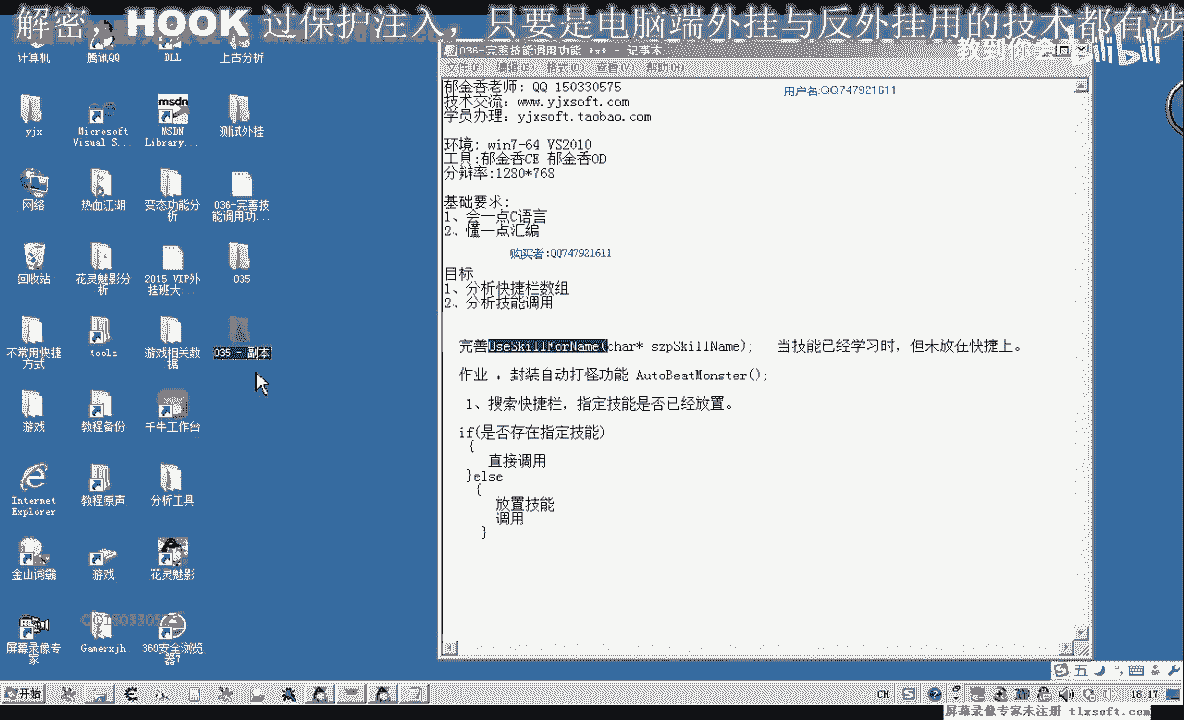 解密，HOOK 过保护注入，只要是电脑端外挂与反外挂用的技术都有涉
bilibili
计算机
腾讯QQ
DLL
上古分析
yjx
Microsoft
Visual S...
MSDN
Library...
测试外挂
网络
热血江湖
变态功能分
析
036-完善技
能调用功...
回收站
花灵魅影分
析
2015 VIP外
挂班大...
035
不常用快捷
方式
tools
游戏相关数
据
游戏
教程备份
千牛工作台
Internet
Explorer
教程原声
分析工具
金山词霸
游戏
花灵魅影
屏幕录像专
家
Gamerxjh
360安全浏览
器7
036-完善技能调用功能.txt - 记事本
文件(F) 编辑(E) 格式(O) 查看(V) 帮助(H)
郁金香老师: QQ 150330575
用户名:QQ747921611
技术交流: www.yjxsoft.com
学员办理: yjxsoft.taobao.com
环境: win7-64 VS2010
工具:郁金香CE 郁金香OD
分辩率:1280*768
基础要求:
1、会一点C语言
2、懂一点汇编
购买者:QQ747921611
目标
1、分析快捷栏数组
2、分析技能调用
完善UseSkillForName(char* szpSkillName); 当技能已经学习时，但未放在快捷上。
作业 ，封装自动打怪功能 AutoBeatMonster();
1、搜索快捷栏，指定技能是否已经放置。
if(是否存在指定技能)
{
直接调用
}else
{
放置技能
调用
}
开始
CH
18:17
屏幕录像专家未注册 tlxsoft.com